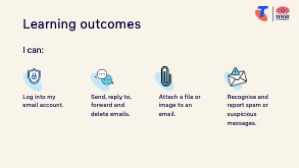 Learning outcomes
I can:
Log into my
email account.
Send, reply to,
forward and
delete emails.
Attach a file or
image to an
email.
Recognise and
report spam or
suspicious
messages.